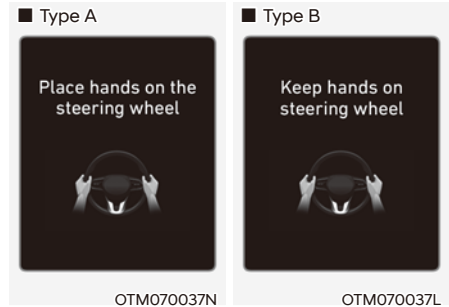 ■ Type A
Place hands on the
steering wheel
OTM070037N
■ Type B
Keep hands on
steering wheel
OTM070037L